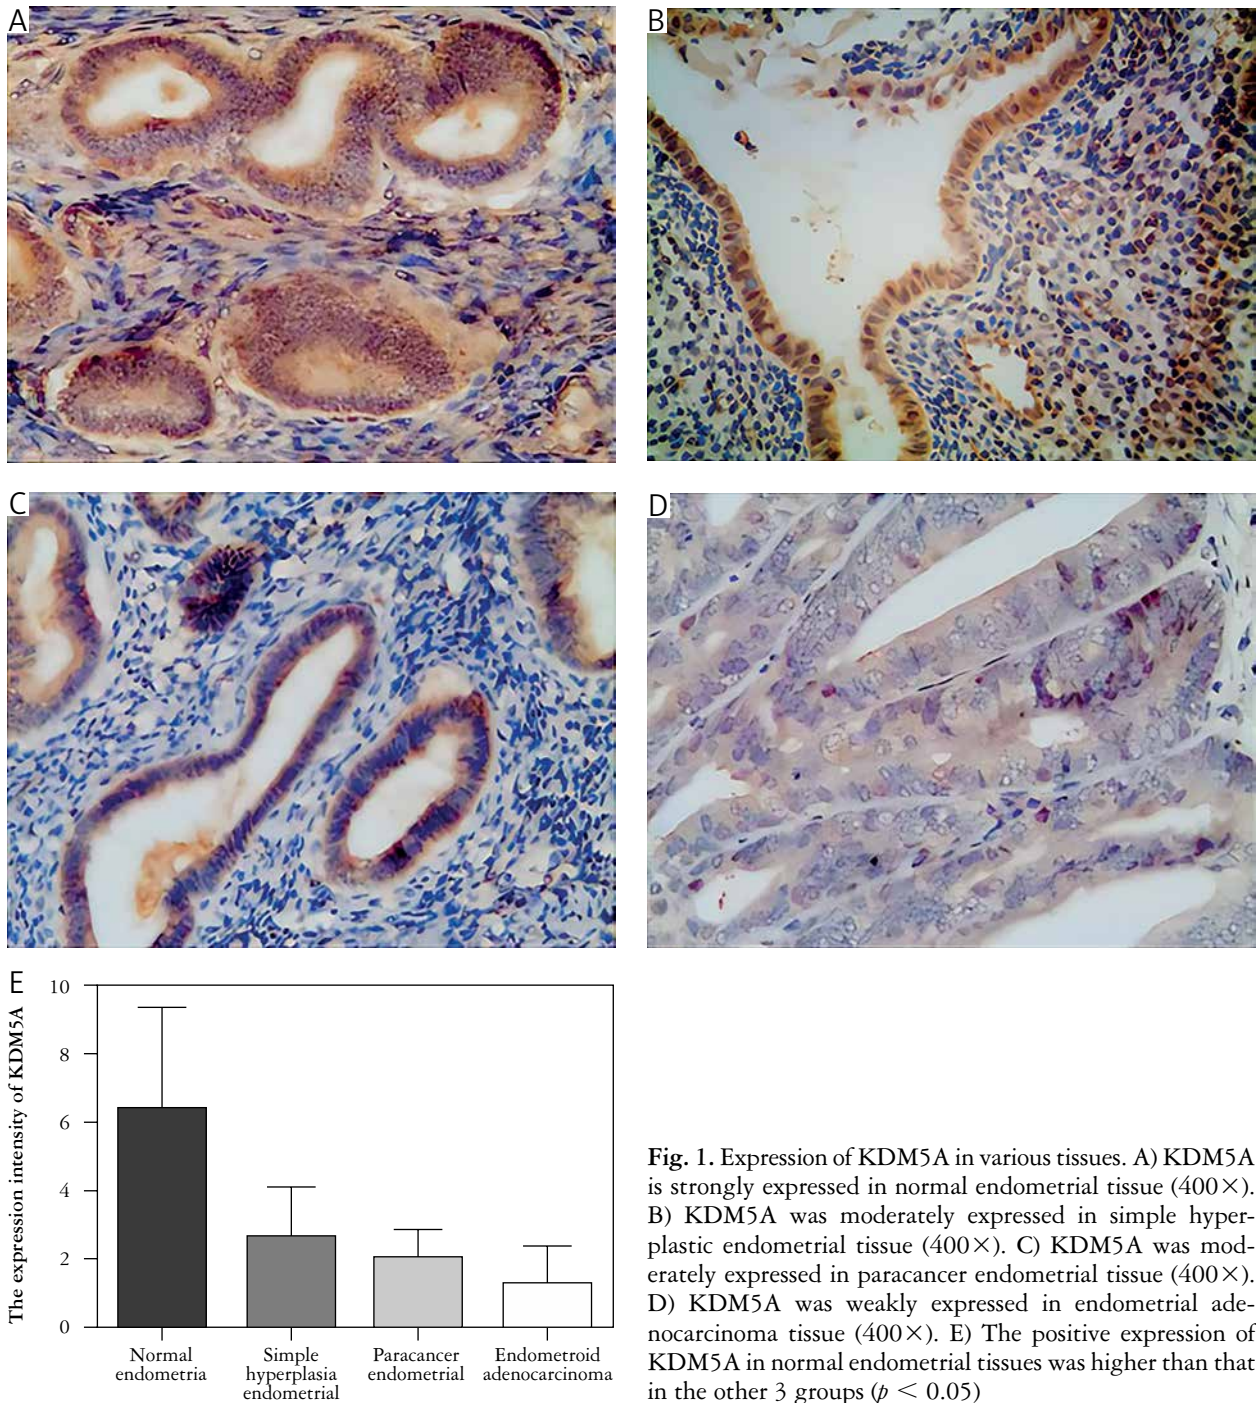 A
B
C
D
E
The expression intensity of KDM5A
10
8
6
4
2
0
Normal
endometria
Simple
hyperplasia
endometrial
Paracancer
endometrial
Endometroid
adenocarcinoma
Fig. 1. Expression of KDM5A in various tissues. A) KDM5A
is strongly expressed in normal endometrial tissue (400×).
B) KDM5A was moderately expressed in simple hyper-
plastic endometrial tissue (400×). C) KDM5A was mod-
erately expressed in paracancer endometrial tissue (400×).
D) KDM5A was weakly expressed in endometrial ade-
nocarcinoma tissue (400×). E) The positive expression of
KDM5A in normal endometrial tissues was higher than that
in the other 3 groups (p < 0.05)